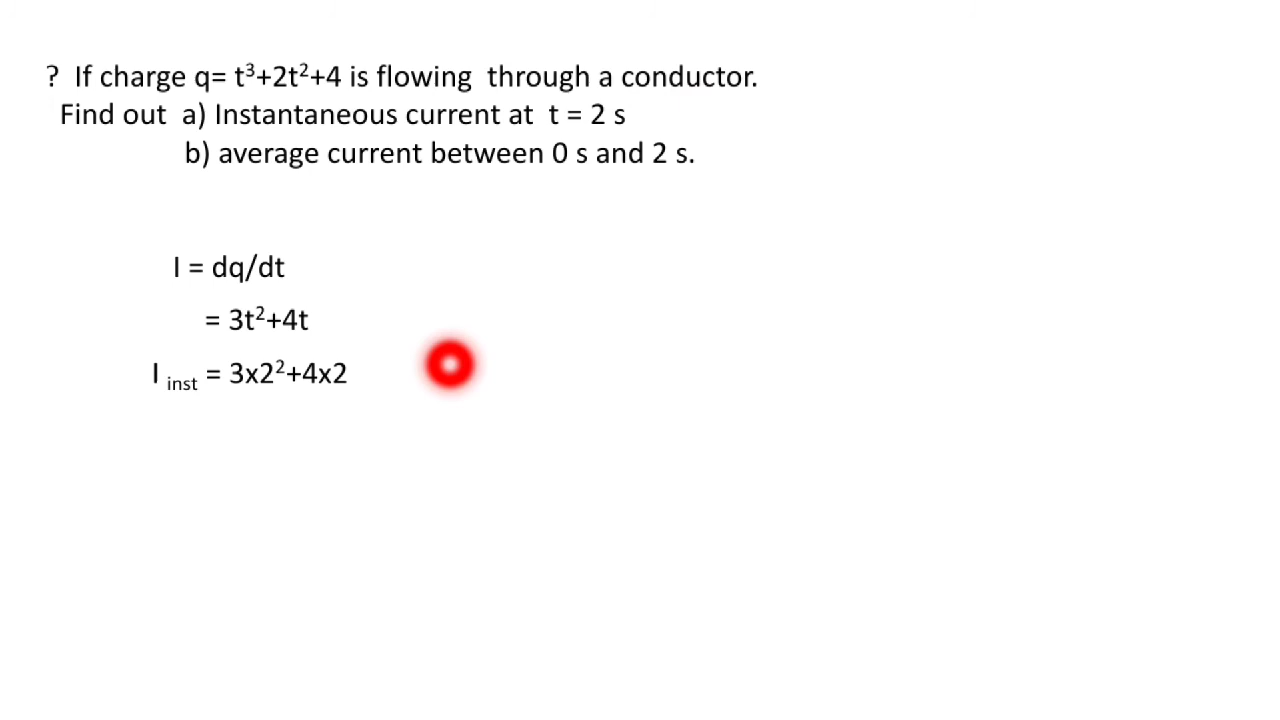 ? If charge q= t³+2t²+4 is flowing through a conductor.
Find out a) Instantaneous current at t = 2 s
b) average current between 0 s and 2 s.
I = dq/dt
= 3t²+4t
I inst = 3x2²+4x2